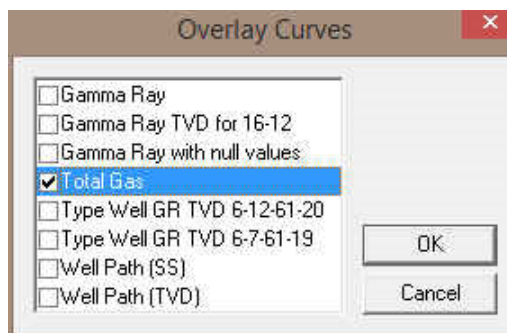 Overlay Curves
Gamma Ray
Gamma Ray TVD for 16-12
Gamma Ray with null values
Total Gas
Type Well GR TVD 6-12-61-20
Type Well GR TVD 6-7-61-19
Well Path (SS)
Well Path (TVD)
OK
Cancel